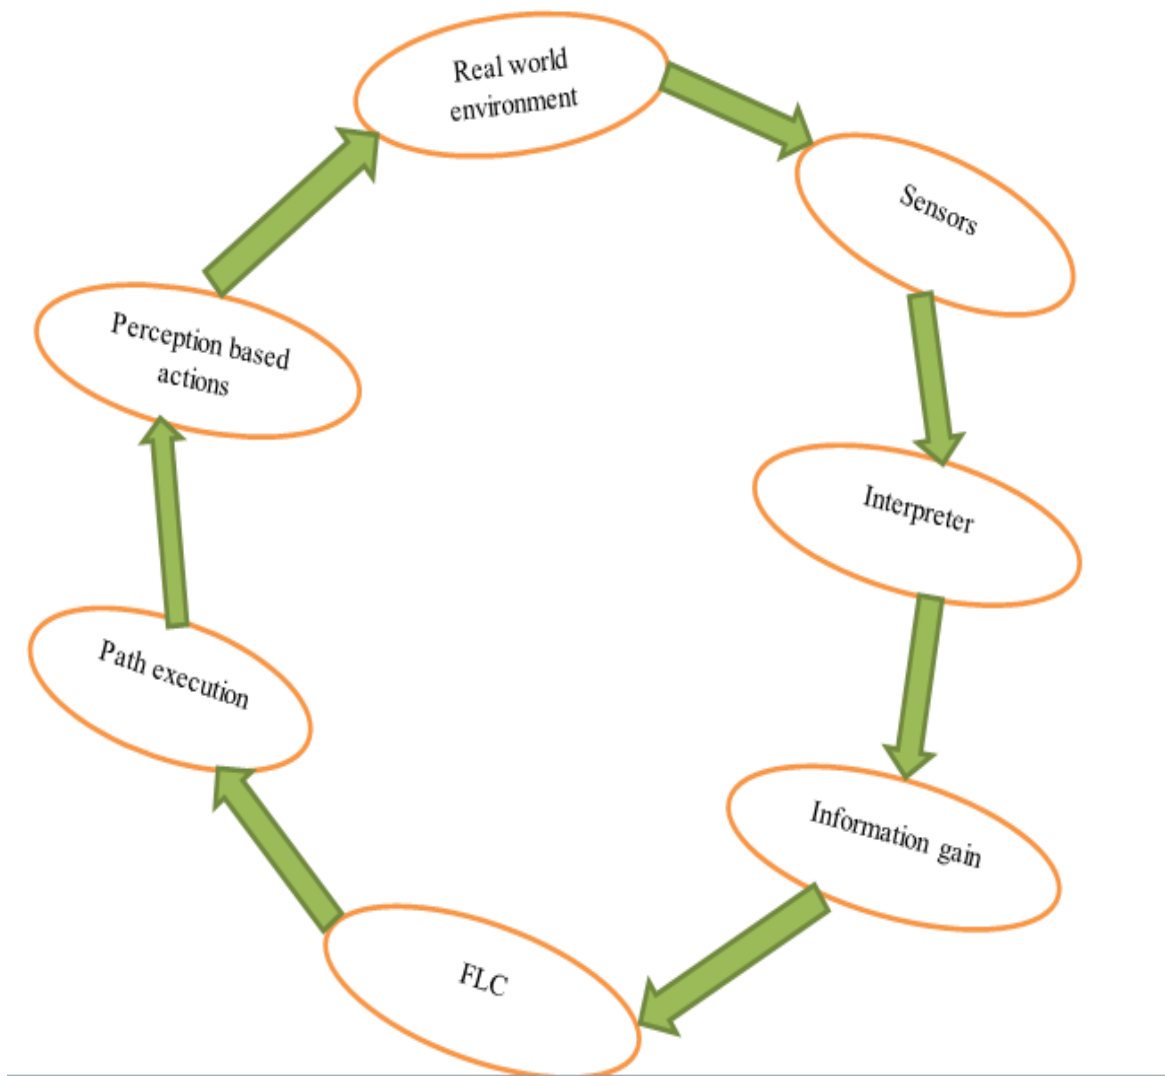 Real world
environment
Sensors
Interpreter
Information gain
FLC
Path execution
Perception based
actions